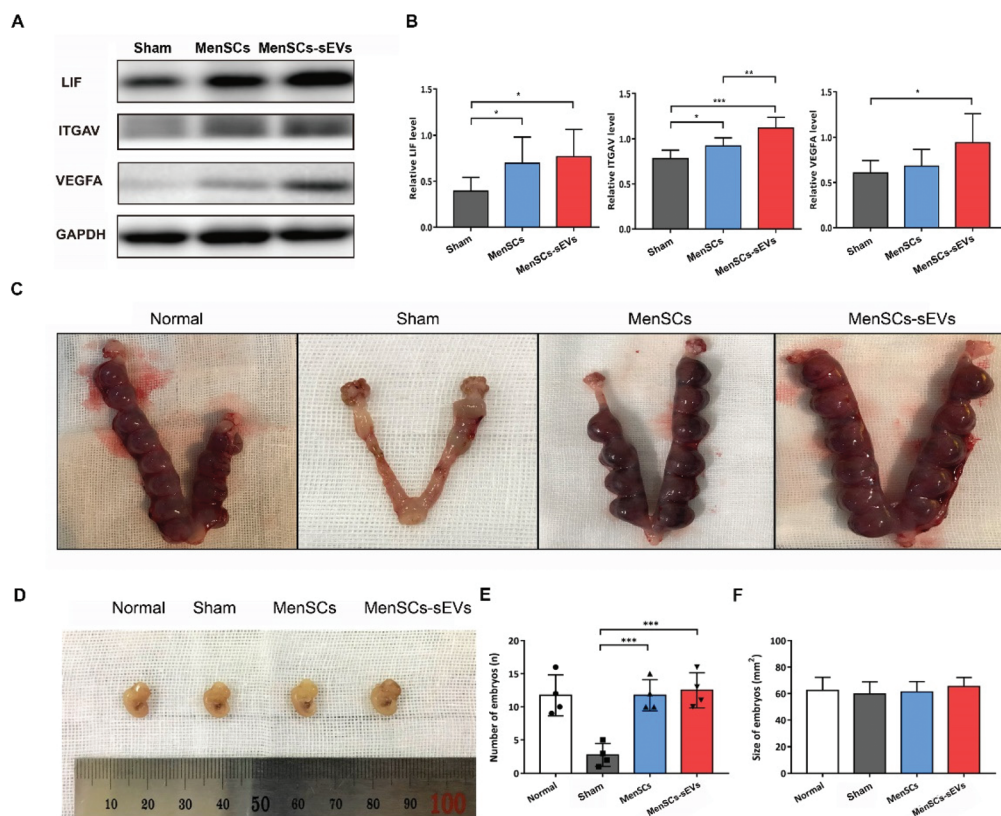 A
Sham MenSCs MenSCs-sEVs
LIF
ITGAV
VEGFA
GAPDH
B
Relative LIF level
1.5
1.0
0.5
0.0
*
*
Sham
MenSCs
MenSCs-sEVs
Relative ITGAV level
1.5
1.0
0.5
0.0
**
***
*
Sham
MenSCs
MenSCs-sEVs
Relative VEGFA level
1.5
1.0
0.5
0.0
*
Sham
MenSCs
MenSCs-sEVs
C
Normal Sham MenSCs MenSCs-sEVs
D
Normal Sham MenSCs MenSCs-sEVs
10 20 30 40 50 60 70 80 90 100
E
Number of embryos (n)
20
15
10
5
0
***
***
Normal
Sham
MenSCs
MenSCs-sEVs
F
Size of embryos (mm²)
100
80
60
40
20
0
Normal
Sham
MenSCs
MenSCs-sEVs